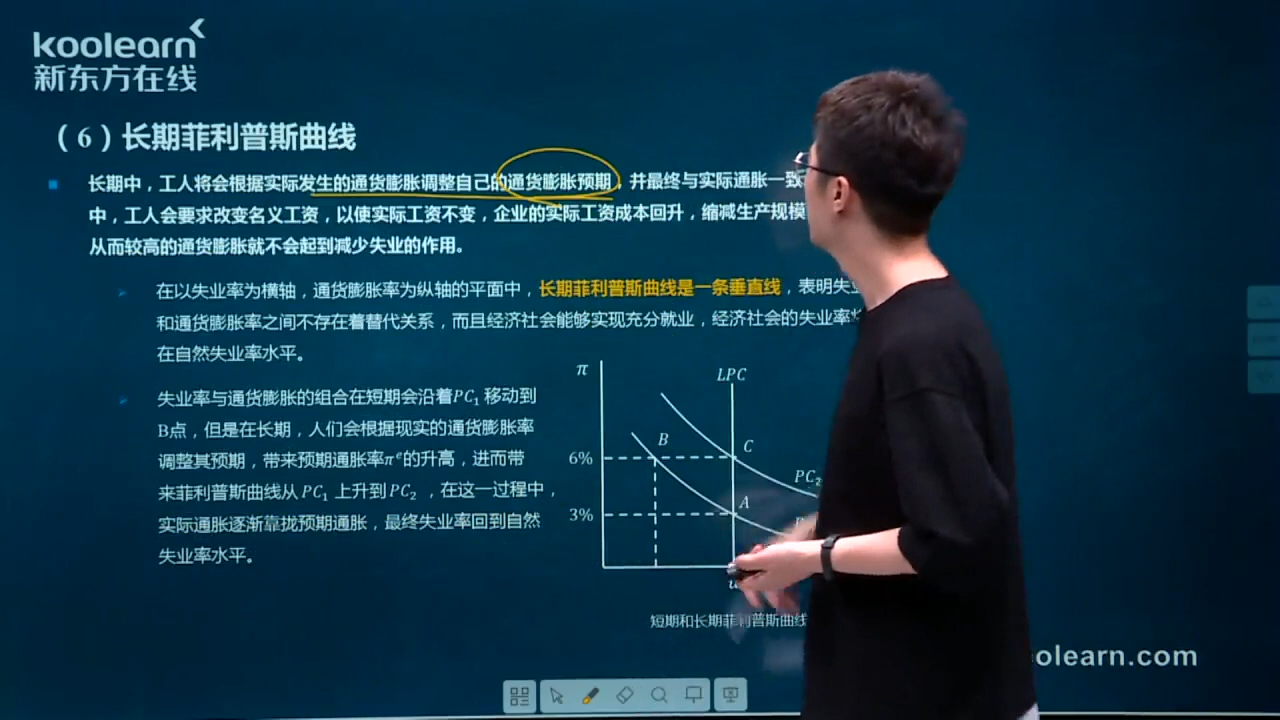 koolearn
新东方在线
（6）长期菲利普斯曲线
长期中，工人将会根据实际发生的通货膨胀调整自己的通货膨胀预期，并最终与实际通胀一致
中，工人会要求改变名义工资，以使实际工资不变，企业的实际工资成本回升，缩减生产规模
从而较高的通货膨胀就不会起到减少失业的作用。
在以失业率为横轴，通货膨胀率为纵轴的平面中，长期菲利普斯曲线是一条垂直线，表明失
和通货膨胀率之间不存在着替代关系，而且经济社会能够实现充分就业，经济社会的失业率
在自然失业率水平。
失业率与通货膨胀的组合在短期会沿着PC₁ 移动到
B点，但是在长期，人们会根据现实的通货膨胀率
调整其预期，带来预期通胀率πᵉ的升高，进而带
来菲利普斯曲线从 PC₁ 上升到 PC₂ ，在这一过程中，
实际通胀逐渐靠拢预期通胀，最终失业率回到自然
失业率水平。
π
LPC
B
C
6%
PC₂
A
3%
短期和长期菲利普斯曲线
olearn.com